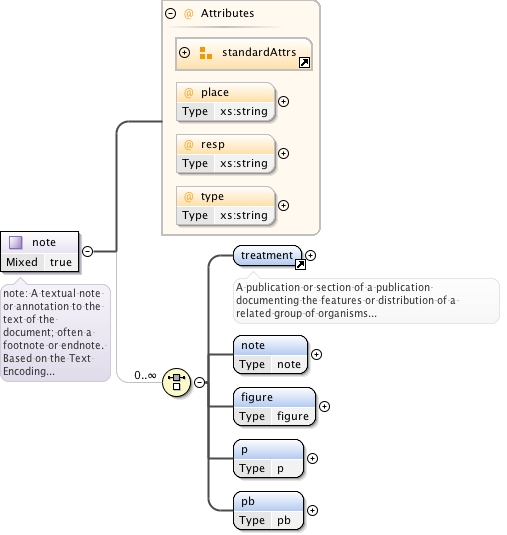 @ Attributes
standardAttrs
@ place
Type xs:string
@ resp
Type xs:string
@ type
Type xs:string
note
Mixed true
note: A textual note
or annotation to the
text of the
document; often a
footnote or endnote.
Based on the Text
Encoding...
0..∞
treatment
A publication or section of a publication
documenting the features or distribution of a
related group of organisms...
note
Type note
figure
Type figure
p
Type p
pb
Type pb